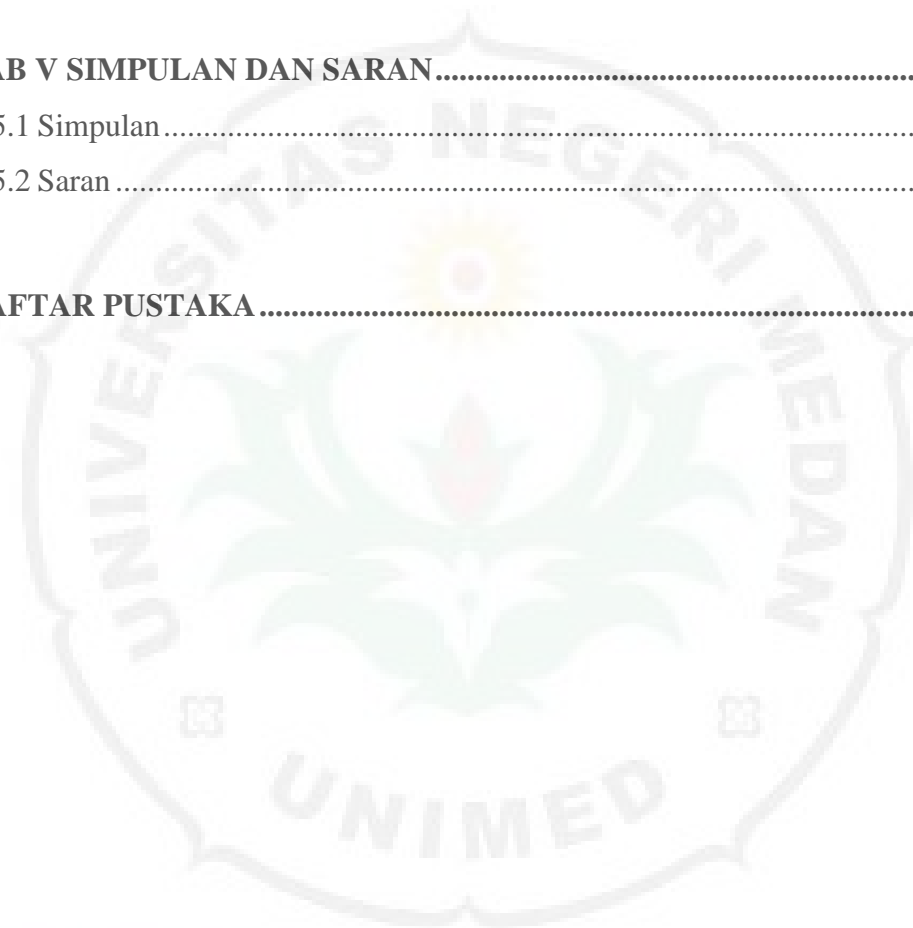 AB V SIMPULAN DAN SARAN............................................................
5.1 Simpulan...............................................................................................
5.2 Saran.....................................................................................................
AFTAR PUSTAKA..................................................................................
UNIVERSITAS NEGERI MEDAN
UNIMED